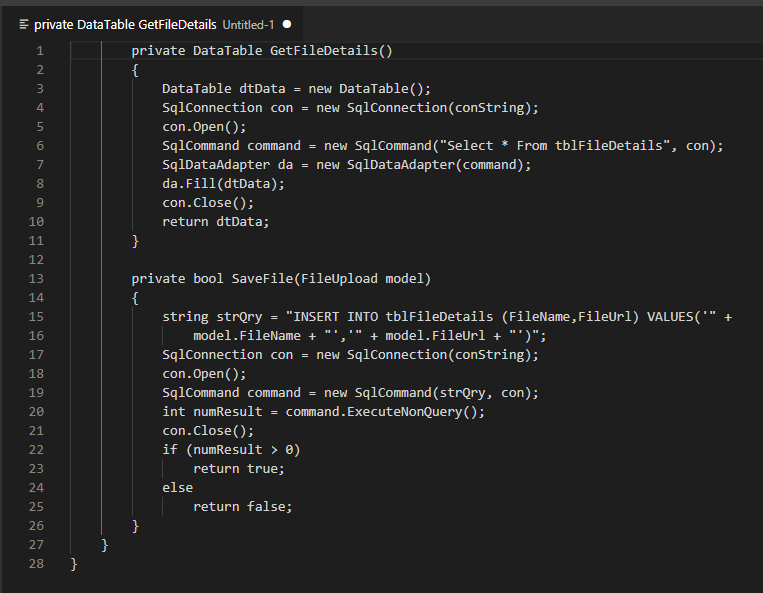 private DataTable GetFileDetails Untitled-1
1 private DataTable GetFileDetails()
2 {
3 DataTable dtData = new DataTable();
4 SqlConnection con = new SqlConnection(conString);
5 con.Open();
6 SqlCommand command = new SqlCommand("Select * From tblFileDetails", con);
7 SqlDataAdapter da = new SqlDataAdapter(command);
8 da.Fill(dtData);
9 con.Close();
10 return dtData;
11 }
12
13 private bool SaveFile(FileUpload model)
14 {
15 string strQry = "INSERT INTO tblFileDetails (FileName,FileUrl) VALUES('" +
16 model.FileName + "','" + model.FileUrl + "')";
17 SqlConnection con = new SqlConnection(conString);
18 con.Open();
19 SqlCommand command = new SqlCommand(strQry, con);
20 int numResult = command.ExecuteNonQuery();
21 con.Close();
22 if (numResult > 0)
23 return true;
24 else
25 return false;
26 }
27 }
28 }